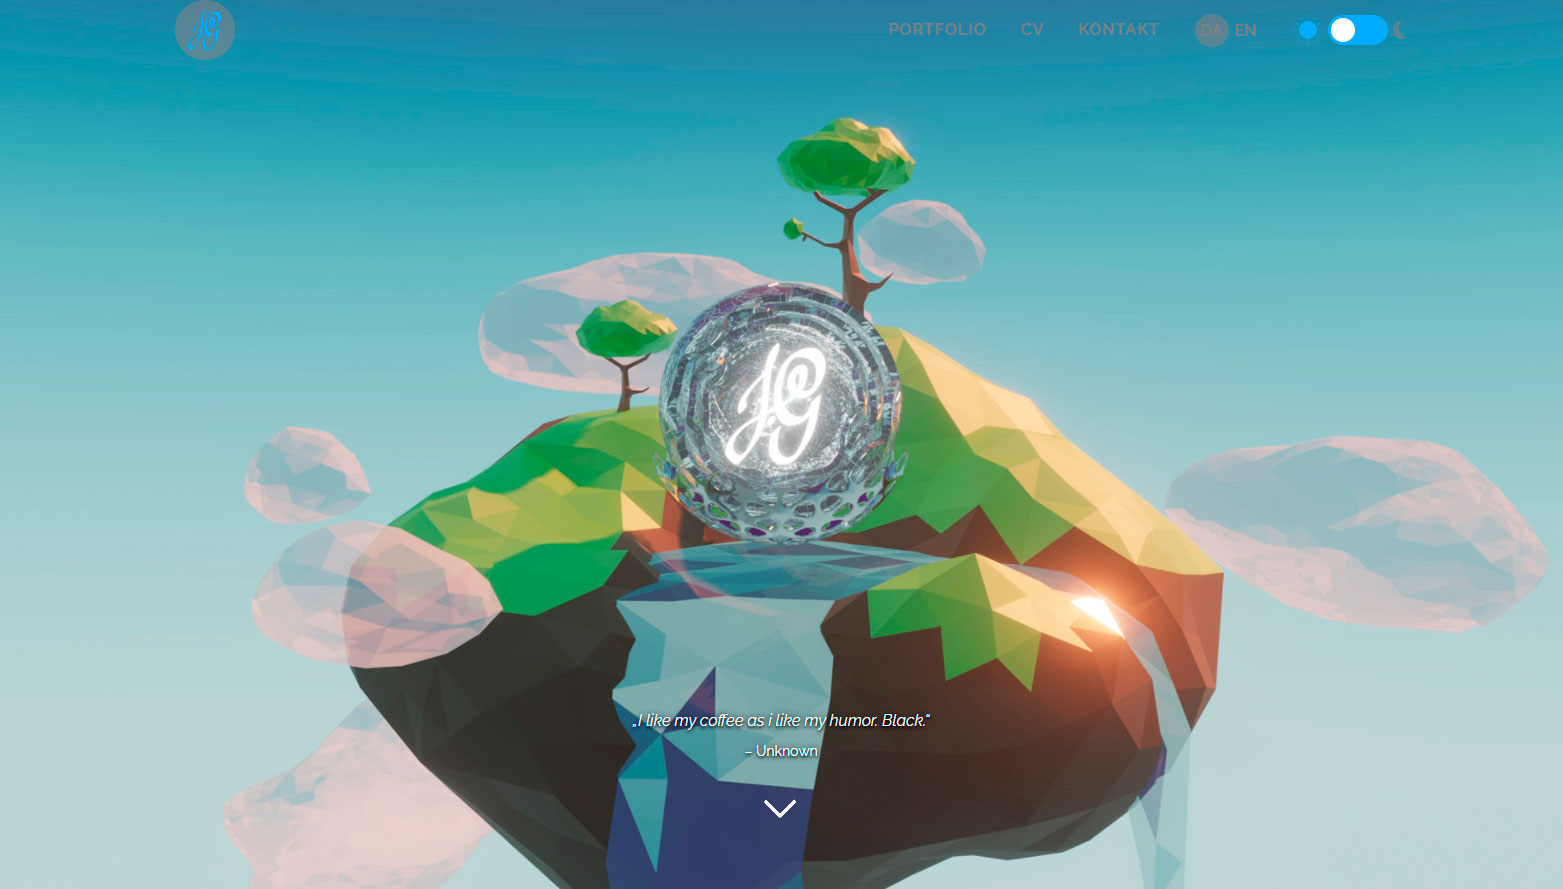 JG
PORTFOLIO CV KONTAKT DA EN
JG
„I like my coffee as i like my humor. Black.“
– Unknown